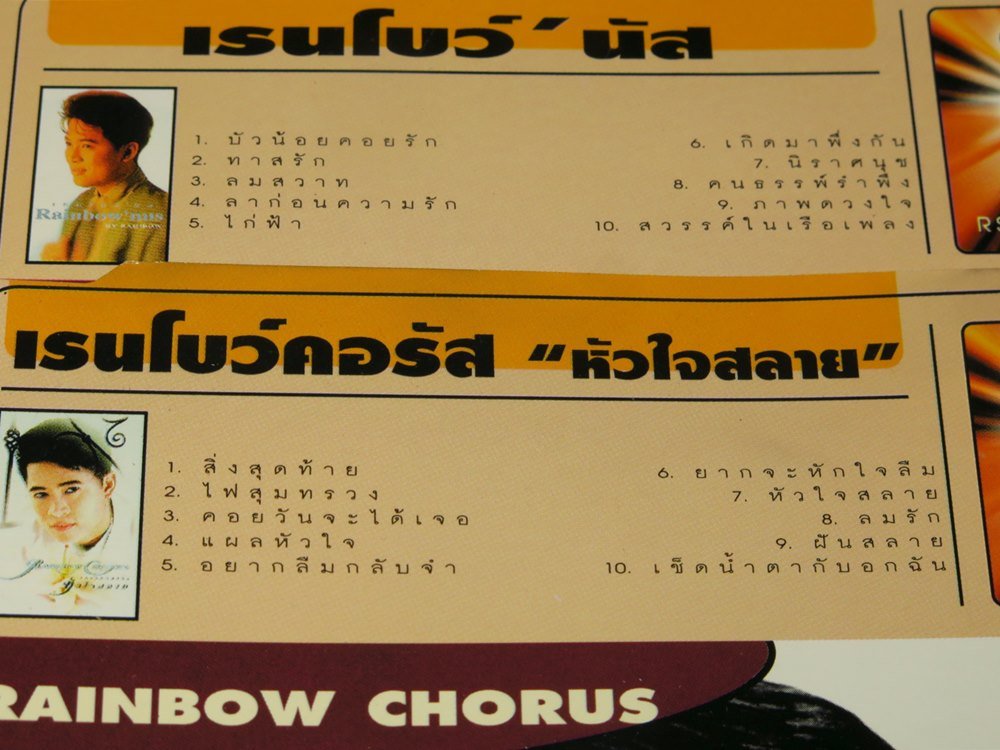 เรนโบว์ ' นัส
1. บัวน้อยคอยรัก
2. ทาสรัก
3. ลมสวาท
4. ลาก่อนความรัก
5. ไก่ฟ้า
6. เกิดมาพึ่งกัน
7. นิราศนุช
8. คนธรรพ์รำพึง
9. ภาพดวงใจ
10. สวรรค์ในเรือเพลง
Rainbow'nus
BY RAINBOW
RS
เรนโบว์คอรัส "หัวใจสลาย"
1. สิ่งสุดท้าย
2. ไฟสุมทรวง
3. คอยวันจะได้เจอ
4. แผลหัวใจ
5. อยากลืมกลับจำ
6. ยากจะหักใจลืม
7. หัวใจสลาย
8. ลมรัก
9. ฝันสลาย
10. เช็ดน้ำตากับอกฉัน
หัวใจสลาย
RAINBOW CHORUS